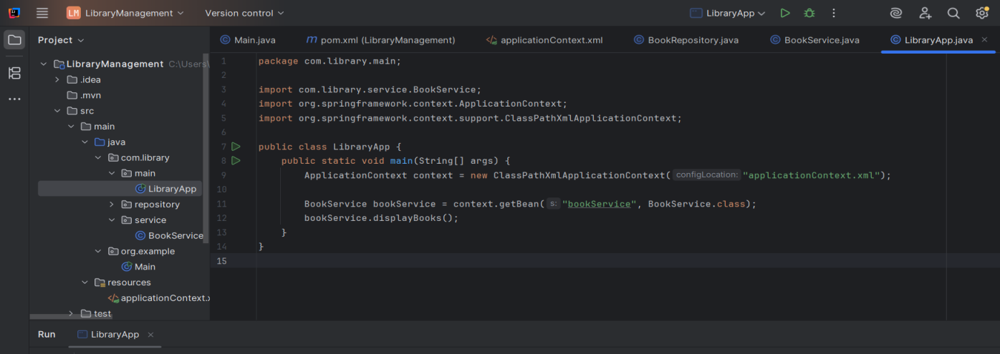 LM LibraryManagement Version control LibraryApp
Project
Main.java
pom.xml (LibraryManagement)
applicationContext.xml
BookRepository.java
BookService.java
LibraryApp.java
LibraryManagement C:\Users\
.idea
.mvn
src
main
java
com.library
main
LibraryApp
repository
service
BookService
org.example
Main
resources
applicationContext.x
test
1 package com.library.main;
2
3 import com.library.service.BookService;
4 import org.springframework.context.ApplicationContext;
5 import org.springframework.context.support.ClassPathXmlApplicationContext;
6
7 public class LibraryApp {
8 public static void main(String[] args) {
9 ApplicationContext context = new ClassPathXmlApplicationContext( configLocation: "applicationContext.xml");
10
11 BookService bookService = context.getBean( s: "bookService", BookService.class);
12 bookService.displayBooks();
13 }
14 }
15
Run LibraryApp